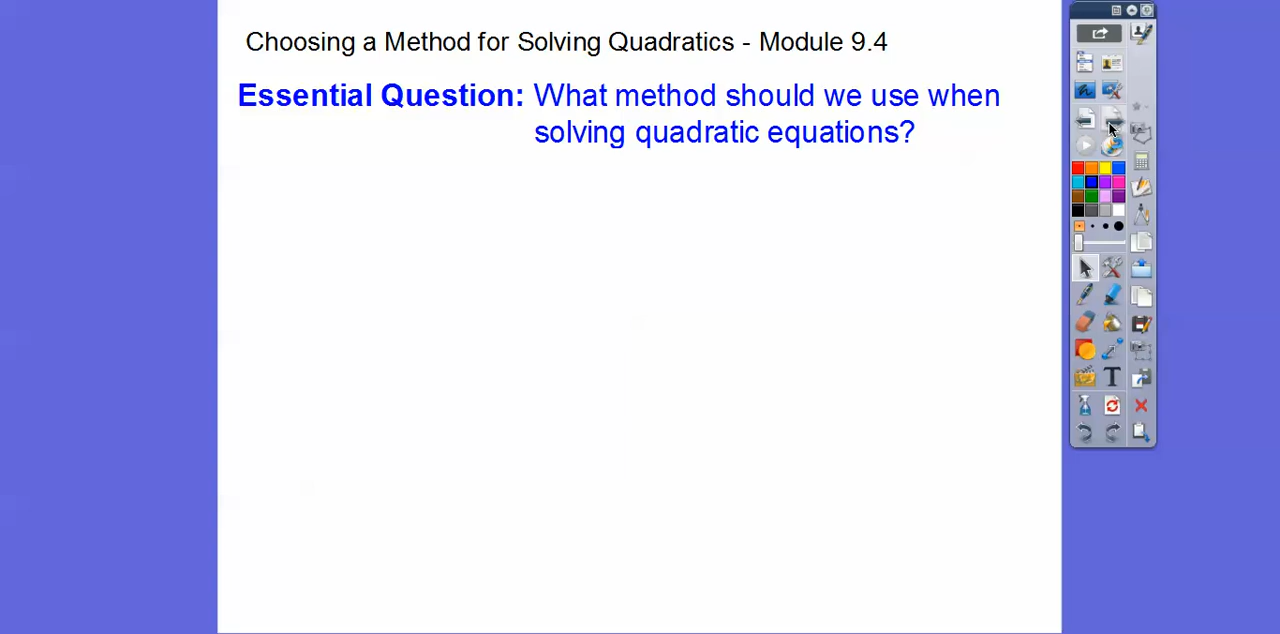 Choosing a Method for Solving Quadratics - Module 9.4
Essential Question: What method should we use when
solving quadratic equations?